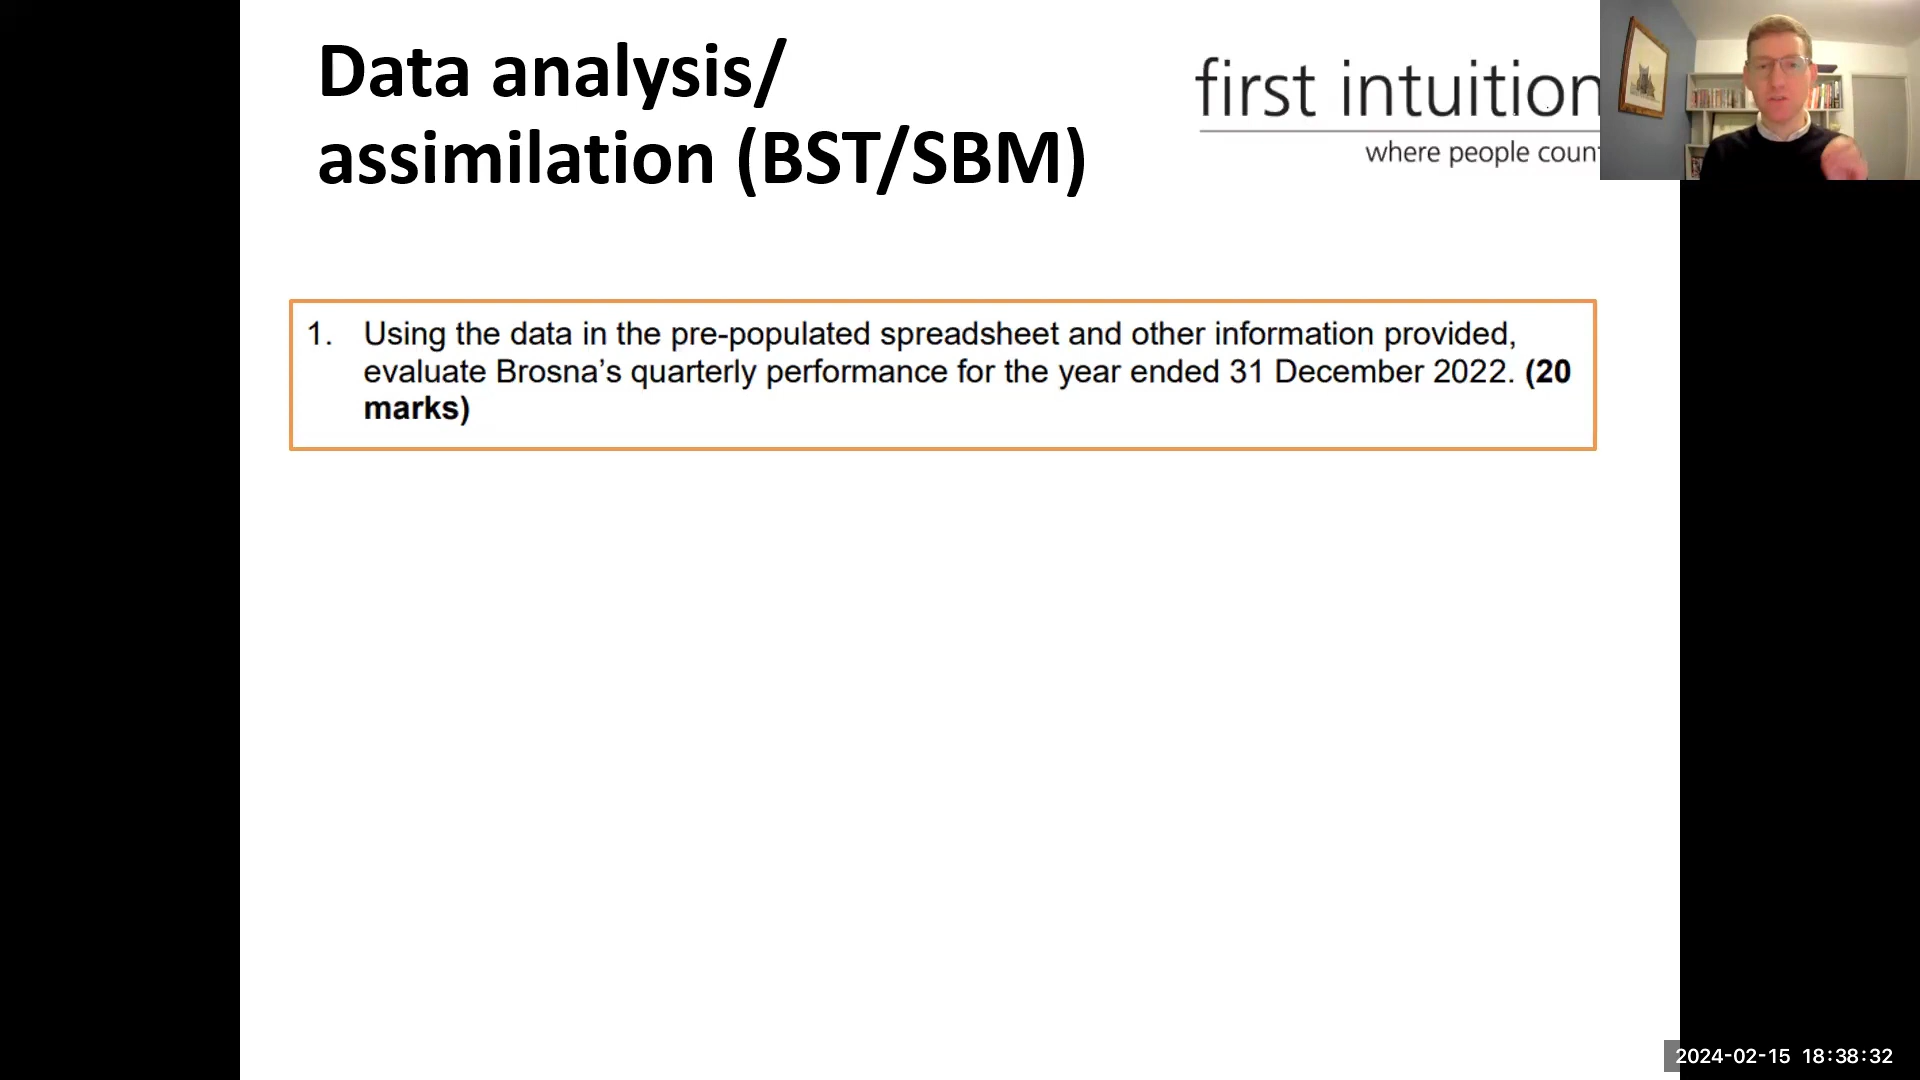 Data analysis/
assimilation (BST/SBM)
first intuition
where people coun
1. Using the data in the pre-populated spreadsheet and other information provided,
evaluate Brosna’s quarterly performance for the year ended 31 December 2022. (20
marks)
2024-02-15 18:38:32